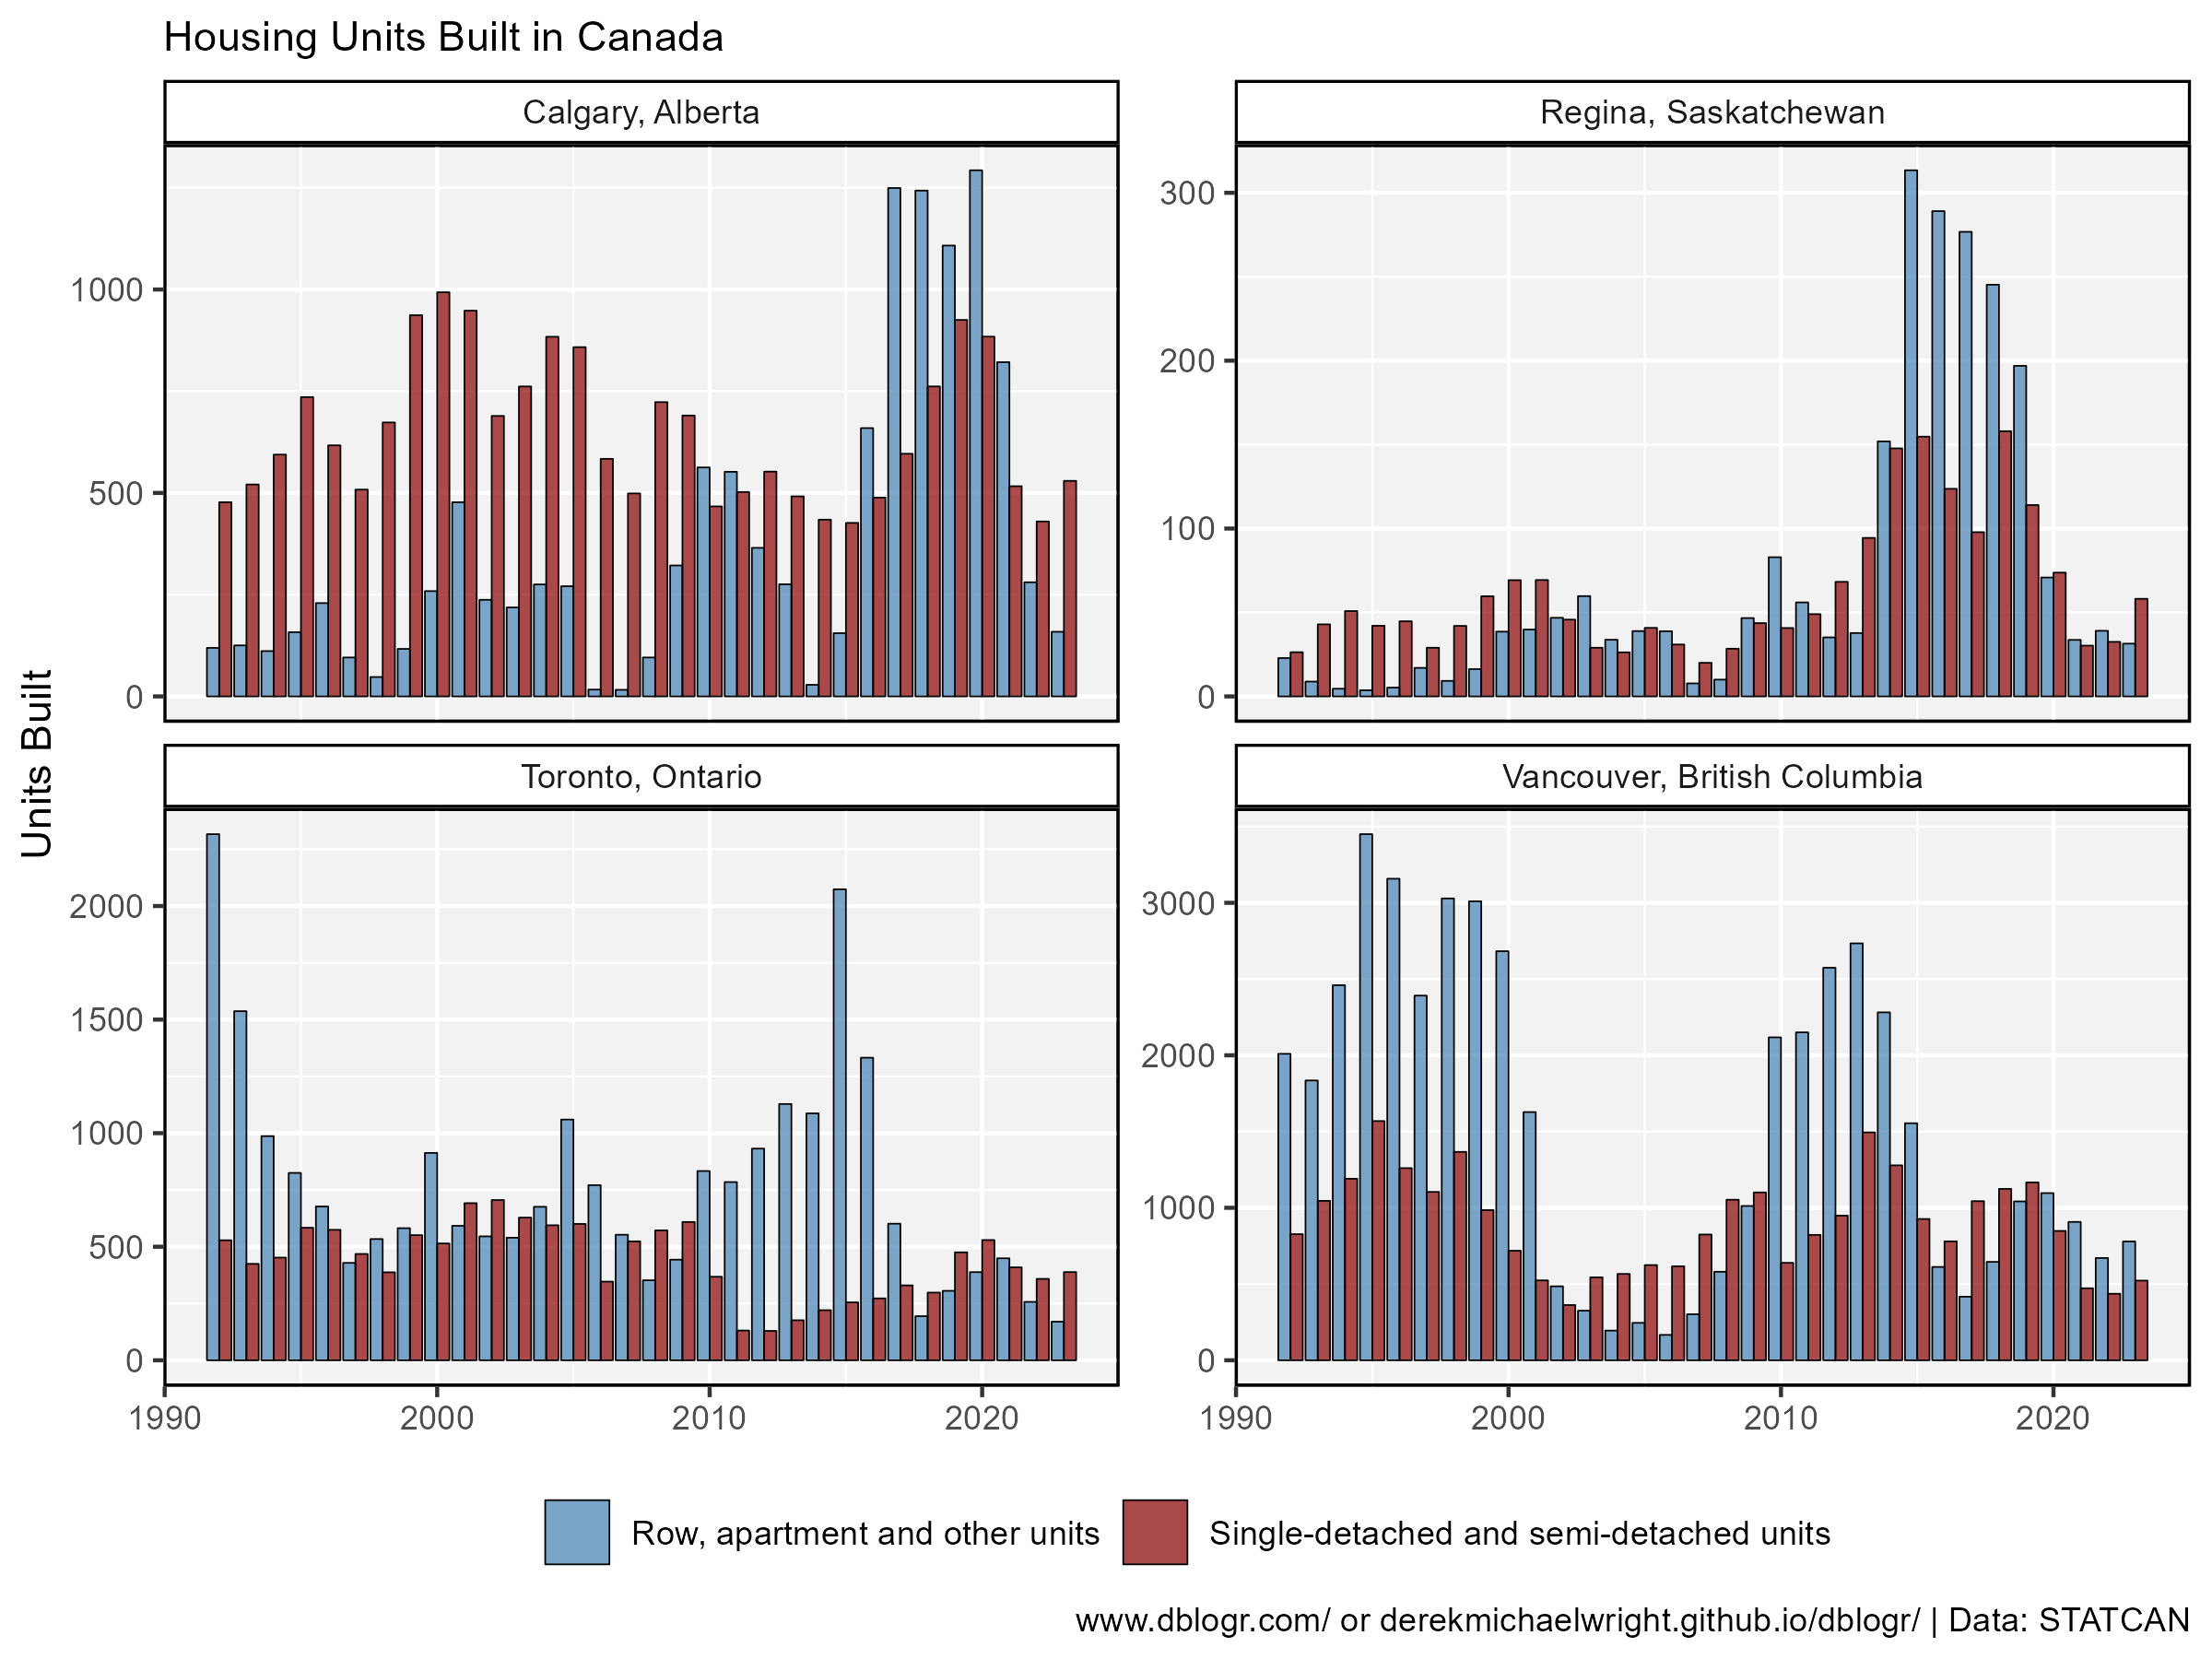 Housing Units Built in Canada
Calgary, Alberta
Regina, Saskatchewan
1000
500
0
300
200
100
0
Units Built
Toronto, Ontario
Vancouver, British Columbia
2000
1500
1000
500
0
3000
2000
1000
0
1990 2000 2010 2020
1990 2000 2010 2020
Row, apartment and other units
Single-detached and semi-detached units
www.dblogr.com/ or derekmichaelwright.github.io/dblogr/ | Data: STATCAN